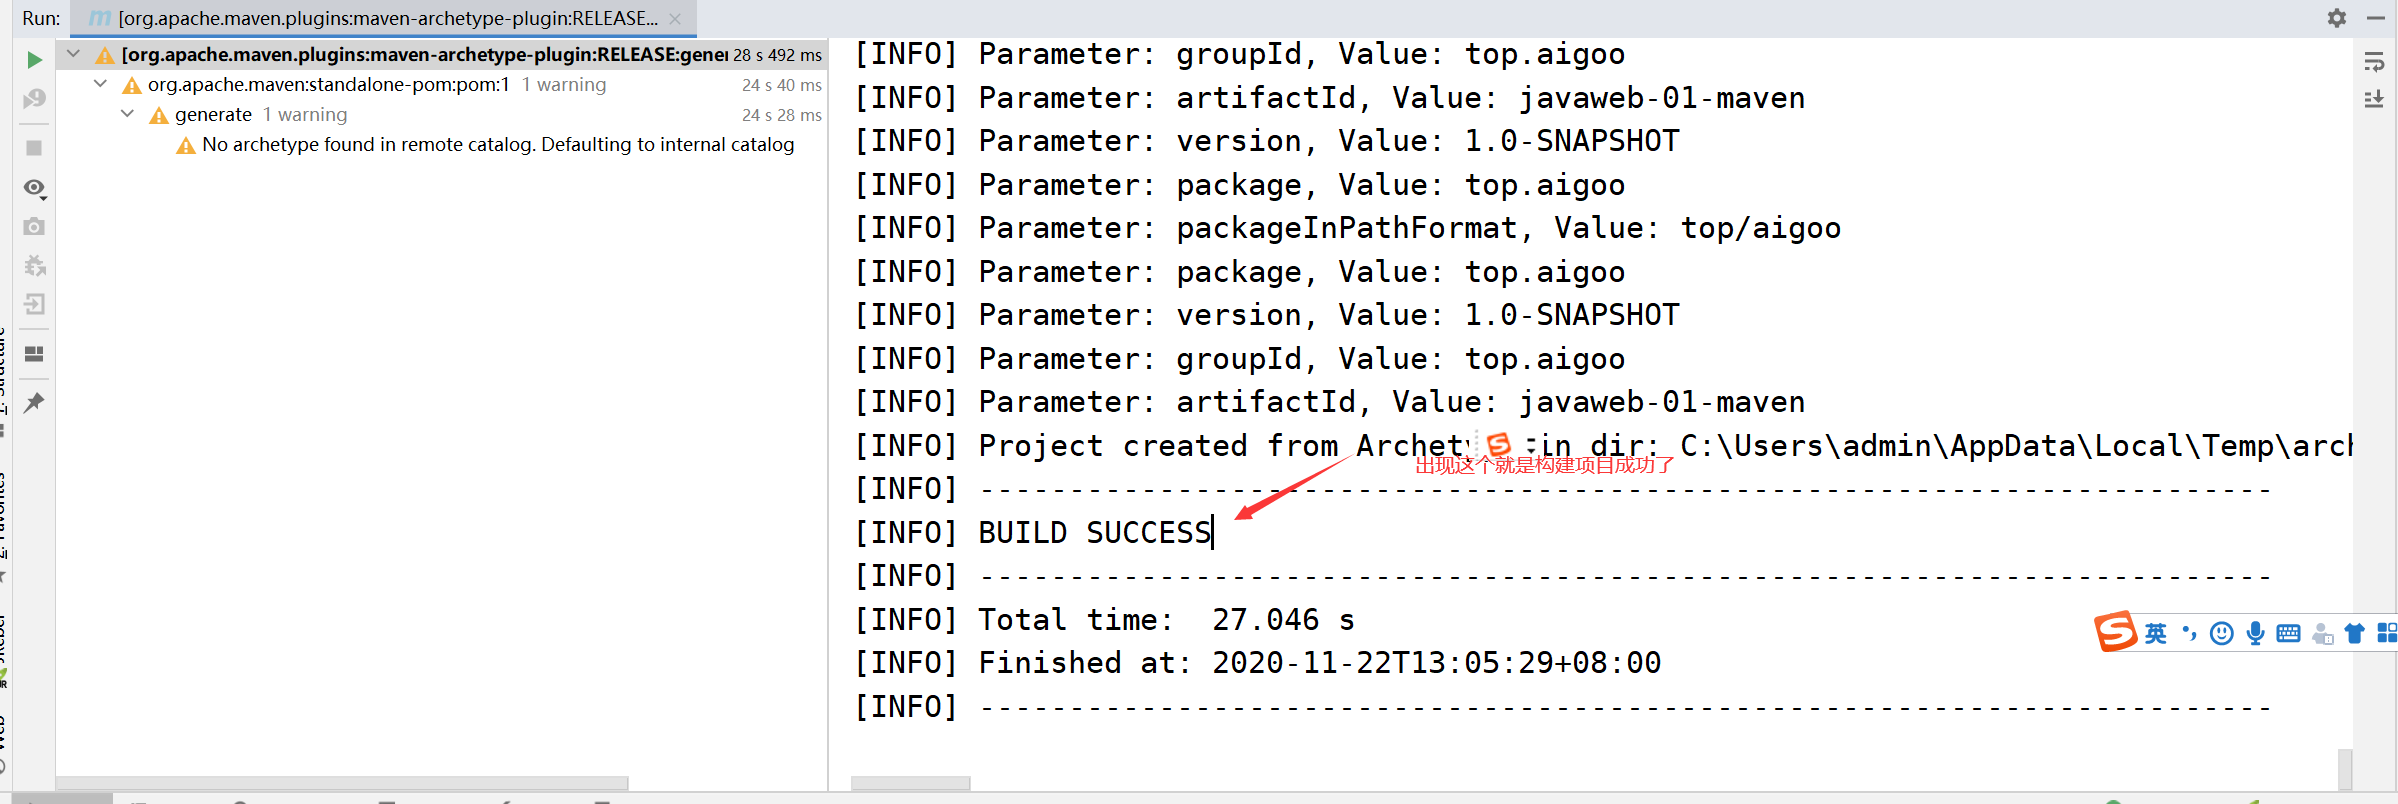 Run: [org.apache.maven.plugins:maven-archetype-plugin:RELEASE...
[org.apache.maven.plugins:maven-archetype-plugin:RELEASE:gener 28 s 492 ms
org.apache.maven:standalone-pom:pom:1 1 warning 24 s 40 ms
generate 1 warning 24 s 28 ms
No archetype found in remote catalog. Defaulting to internal catalog
[INFO] Parameter: groupId, Value: top.aigoo
[INFO] Parameter: artifactId, Value: javaweb-01-maven
[INFO] Parameter: version, Value: 1.0-SNAPSHOT
[INFO] Parameter: package, Value: top.aigoo
[INFO] Parameter: packageInPathFormat, Value: top/aigoo
[INFO] Parameter: package, Value: top.aigoo
[INFO] Parameter: version, Value: 1.0-SNAPSHOT
[INFO] Parameter: groupId, Value: top.aigoo
[INFO] Parameter: artifactId, Value: javaweb-01-maven
[INFO] Project created from Archety in dir: C:\Users\admin\AppData\Local\Temp\arch
出现这个就是构建项目成功了
[INFO] ------------------------------------------------------------------------
[INFO] BUILD SUCCESS
[INFO] ------------------------------------------------------------------------
[INFO] Total time:  27.046 s
[INFO] Finished at: 2020-11-22T13:05:29+08:00
[INFO] ------------------------------------------------------------------------
英